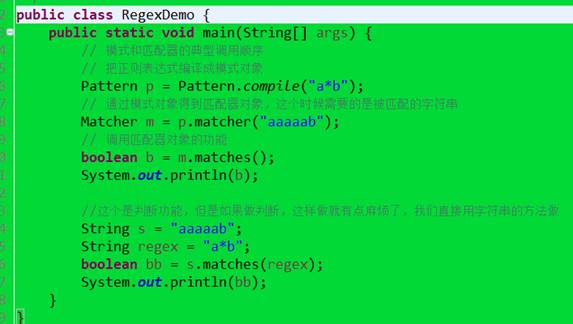 public class RegexDemo {
public static void main(String[] args) {
// 模式和匹配器的典型调用顺序
// 把正则表达式编译成模式对象
Pattern p = Pattern.compile("a*b");
// 通过模式对象得到匹配器对象，这个时候需要的是被匹配的字符串
Matcher m = p.matcher("aaaaab");
// 调用匹配器对象的功能
boolean b = m.matches();
System.out.println(b);
//这个是判断功能，但是如果做判断，这样做就有点麻烦了，我们直接用字符串的方法做
String s = "aaaaab";
String regex = "a*b";
boolean bb = s.matches(regex);
System.out.println(bb);
}
}